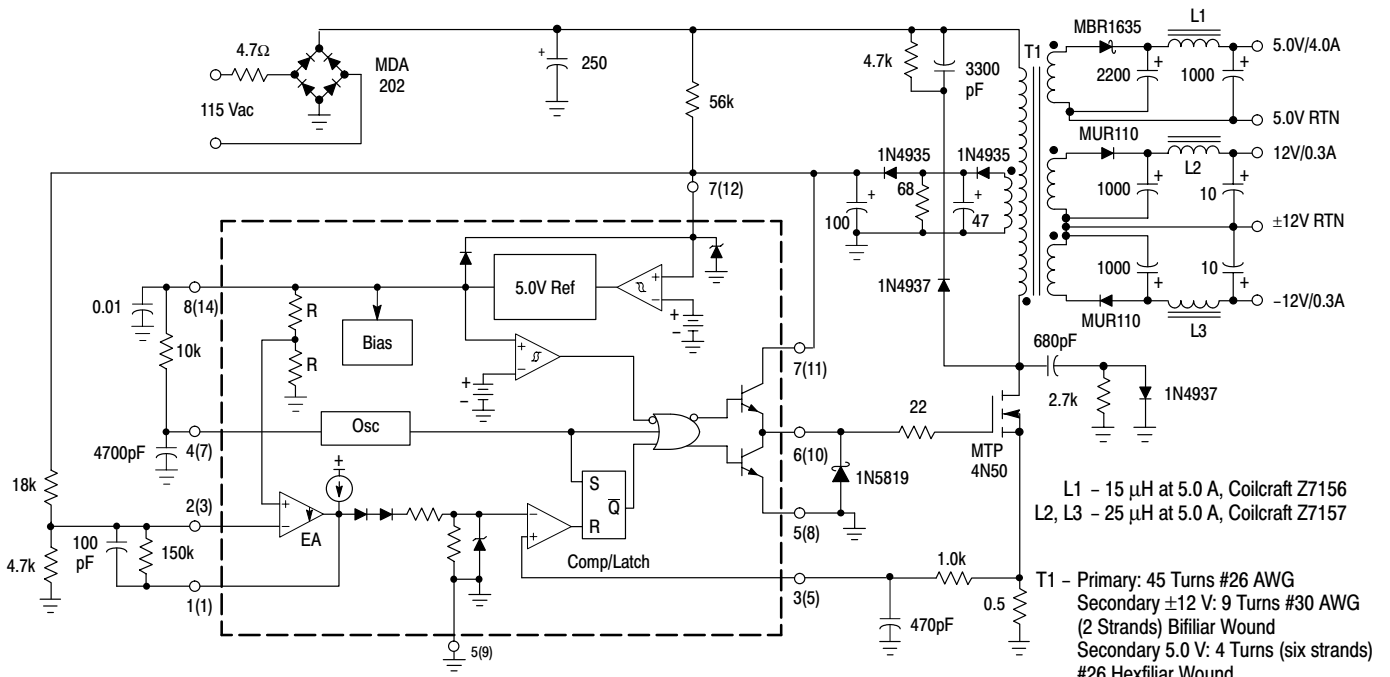 4.7Ω
MDA
202
115 Vac
+
250
56k
4.7k
3300
pF
T1
MBR1635
L1
+
2200
+
1000
5.0V/4.0A
5.0V RTN
MUR110
L2
12V/0.3A
+
1000
+
10
±12V RTN
+
1000
+
10
–12V/0.3A
MUR110
L3
1N4935
1N4935
68
+
100
+
47
7(12)
1N4937
680pF
2.7k
1N4937
0.01
8(14)
R
R
Bias
5.0V Ref
+
–
+
–
+
–
+
–
7(11)
10k
4700pF
4(7)
Osc
22
6(10)
1N5819
MTP
4N50
5(8)
18k
2(3)
+
+
–
EA
S
Q
R
–
+
Comp/Latch
100
pF
150k
4.7k
1(1)
3(5)
1.0k
470pF
0.5
5(9)
L1 – 15 μH at 5.0 A, Coilcraft Z7156
L2, L3 – 25 μH at 5.0 A, Coilcraft Z7157
T1 – Primary: 45 Turns #26 AWG
Secondary ±12 V: 9 Turns #30 AWG
(2 Strands) Bifiliar Wound
Secondary 5.0 V: 4 Turns (six strands)
#26 Hexfiliar Wound